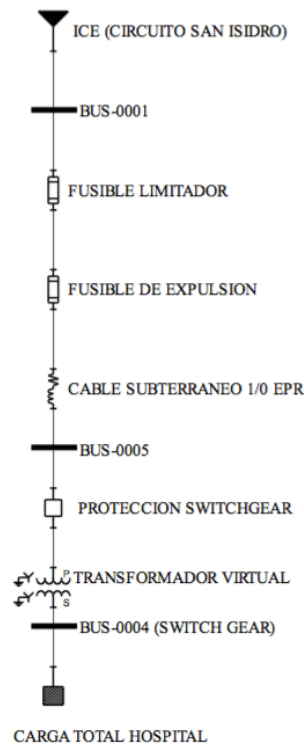 ICE (CIRCUITO SAN ISIDRO)
BUS-0001
FUSIBLE LIMITADOR
FUSIBLE DE EXPULSION
CABLE SUBTERRANEO 1/0 EPR
BUS-0005
PROTECCION SWITCHGEAR
P
TRANSFORMADOR VIRTUAL
S
BUS-0004 (SWITCH GEAR)
CARGA TOTAL HOSPITAL